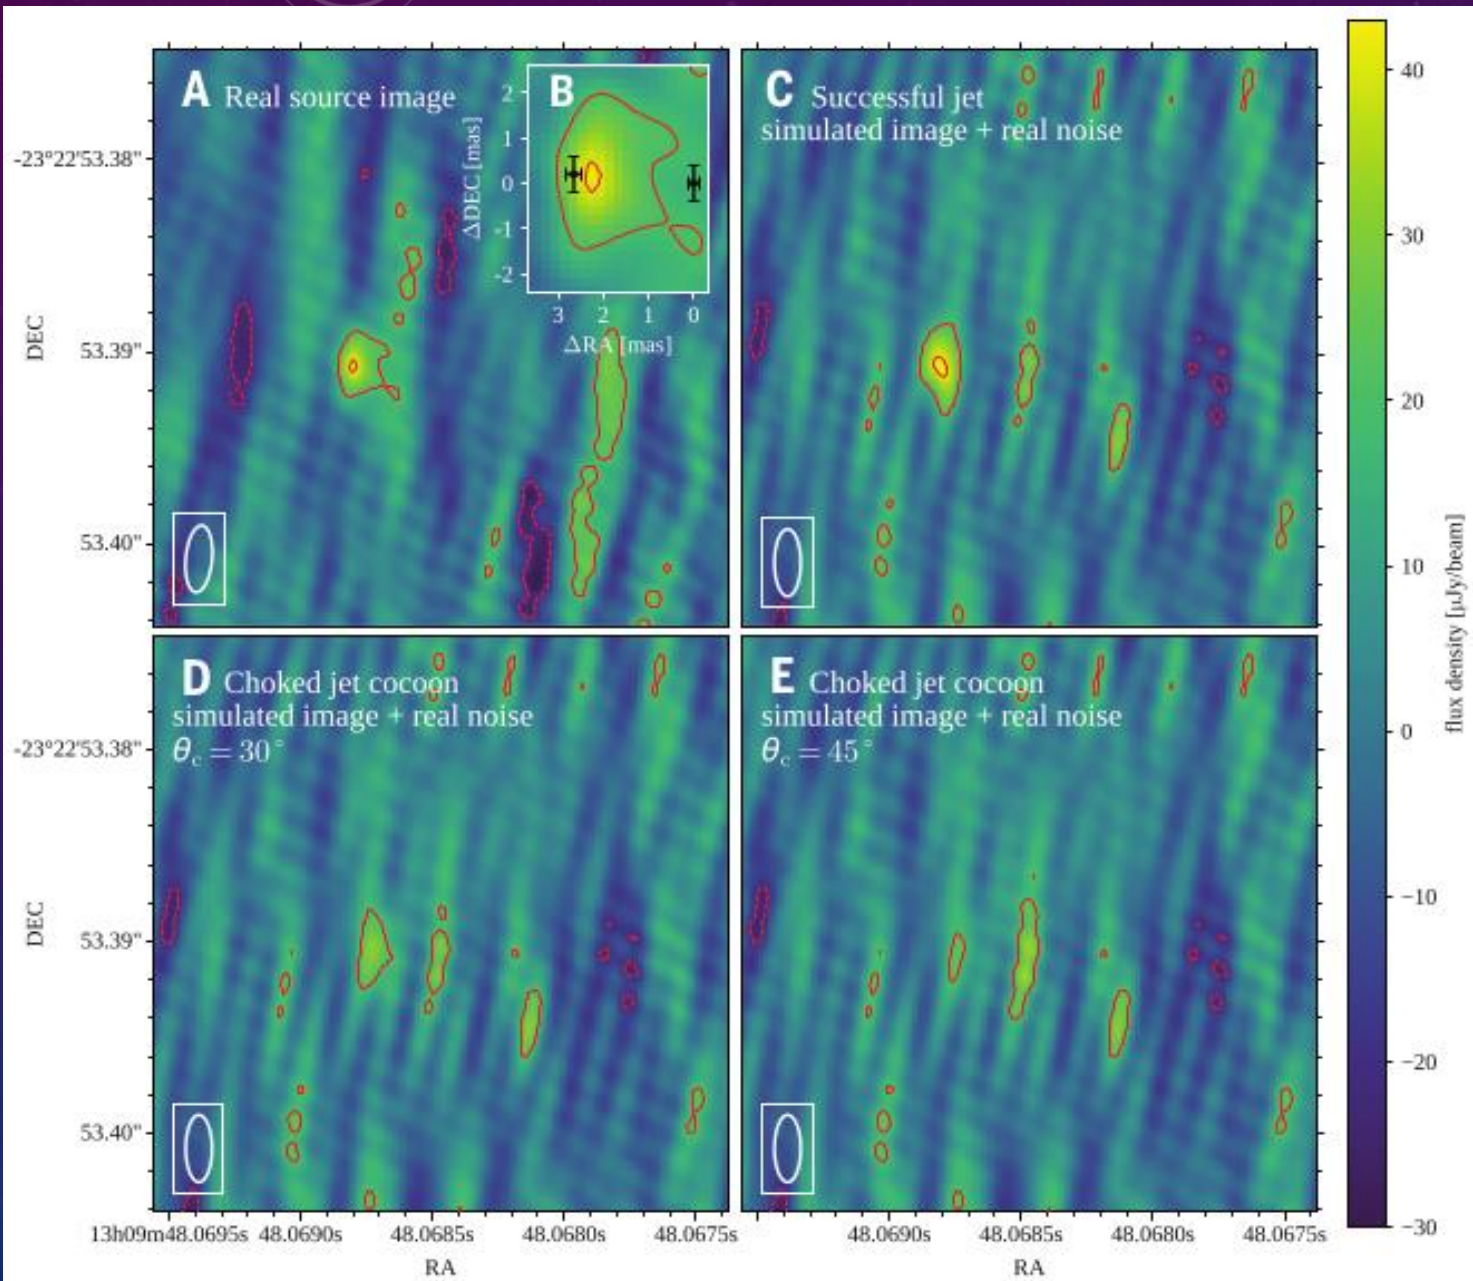 A Real source image
B
ΔDEC [mas]
2
1
0
-1
-2
3 2 1 0
ΔRA [mas]
C Successful jet
simulated image + real noise
D Choked jet cocoon
simulated image + real noise
θc = 30°
E Choked jet cocoon
simulated image + real noise
θc = 45°
DEC
-23°22'53.38"
53.39"
53.40"
DEC
-23°22'53.38"
53.39"
53.40"
13h09m48.0695s 48.0690s 48.0685s 48.0680s 48.0675s
RA
48.0690s 48.0685s 48.0680s 48.0675s
RA
40
30
20
10
0
−10
−20
−30
flux density [μJy/beam]